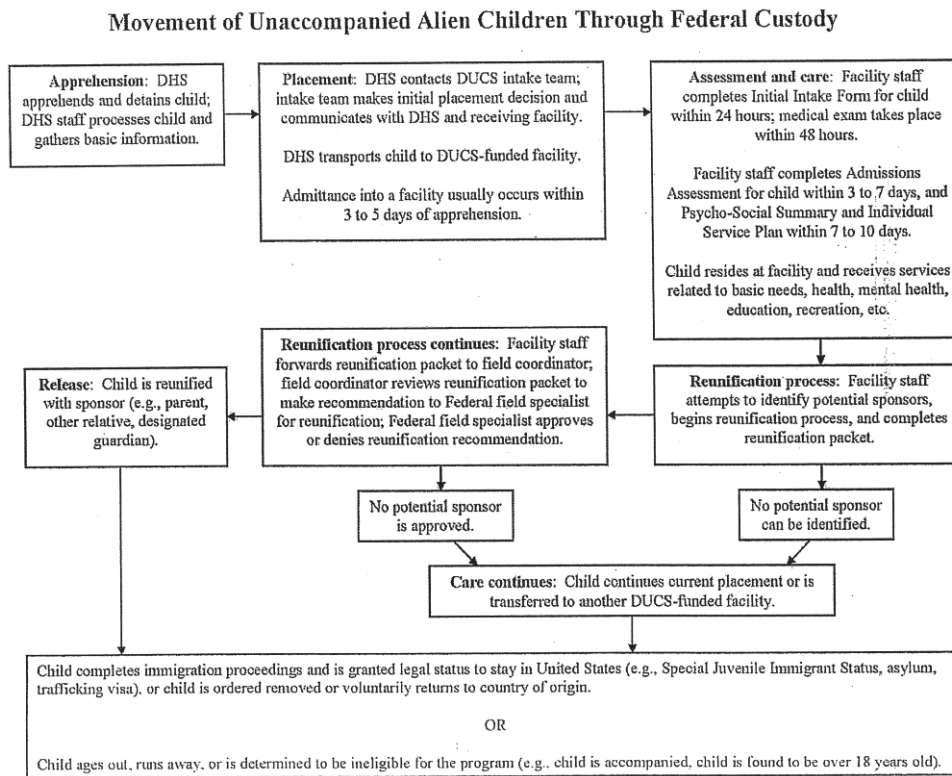 Movement of Unaccompanied Alien Children Through Federal Custody
Apprehension: DHS
apprehends and detains child;
DHS staff processes child and
gathers basic information.
Placement: DHS contacts DUCS intake team;
intake team makes initial placement decision and
communicates with DHS and receiving facility.
DHS transports child to DUCS-funded facility.
Admittance into a facility usually occurs within
3 to 5 days of apprehension.
Assessment and care: Facility staff
completes Initial Intake Form for child
within 24 hours; medical exam takes place
within 48 hours.
Facility staff completes Admissions
Assessment for child within 3 to 7 days, and
Psycho-Social Summary and Individual
Service Plan within 7 to 10 days.
Child resides at facility and receives services
related to basic needs, health, mental health,
education, recreation, etc.
Reunification process: Facility staff
attempts to identify potential sponsors,
begins reunification process, and completes
reunification packet.
Reunification process continues: Facility staff
forwards reunification packet to field coordinator;
field coordinator reviews reunification packet to
make recommendation to Federal field specialist
for reunification; Federal field specialist approves
or denies reunification recommendation.
Release: Child is reunified
with sponsor (e.g., parent,
other relative, designated
guardian).
No potential sponsor
is approved.
No potential sponsor
can be identified.
Care continues: Child continues current placement or is
transferred to another DUCS-funded facility.
Child completes immigration proceedings and is granted legal status to stay in United States (e.g., Special Juvenile Immigrant Status, asylum,
trafficking visa), or child is ordered removed or voluntarily returns to country of origin.
OR
Child ages out, runs away, or is determined to be ineligible for the program (e.g., child is accompanied, child is found to be over 18 years old).